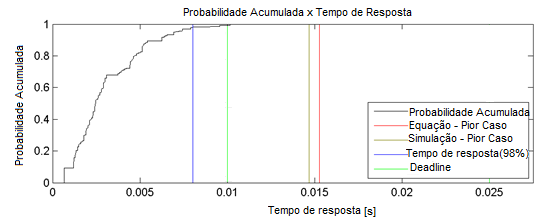 Probabilidade Acumulada x Tempo de Resposta
Probabilidade Acumulada
1
0.8
0.6
0.4
0.2
0
0
0.005
0.01
0.015
0.02
0.025
Tempo de resposta [s]
Probabilidade Acumulada
Equação - Pior Caso
Simulação - Pior Caso
Tempo de resposta(98%)
Deadline